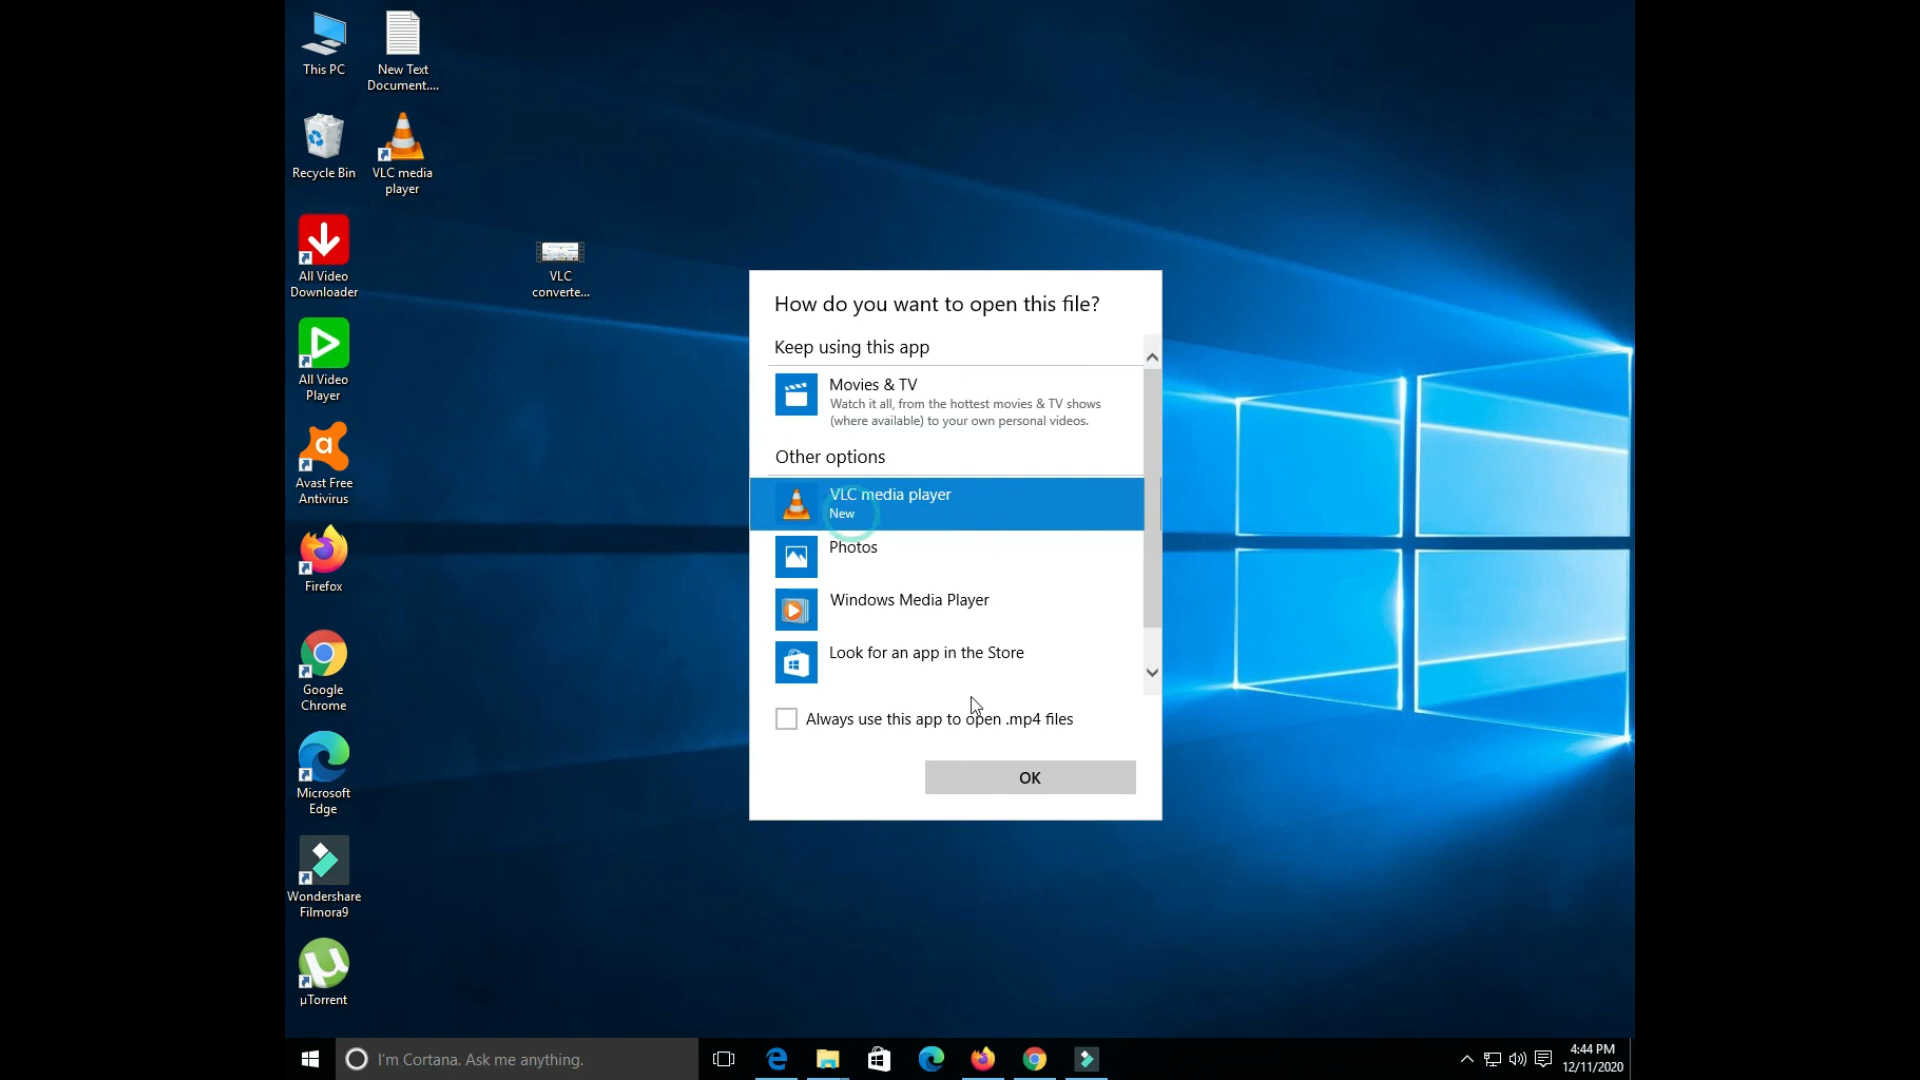 This PC
New Text
Document....
Recycle Bin
VLC media
player
All Video
Downloader
VLC
converte...
All Video
Player
Avast Free
Antivirus
Firefox
Google
Chrome
Microsoft
Edge
Wondershare
Filmora9
µTorrent
How do you want to open this file?
Keep using this app
Movies & TV
Watch it all, from the hottest movies & TV shows
(where available) to your own personal videos.
Other options
VLC media player
New
Photos
Windows Media Player
Look for an app in the Store
Always use this app to open .mp4 files
OK
I'm Cortana. Ask me anything.
4:44 PM
12/11/2020